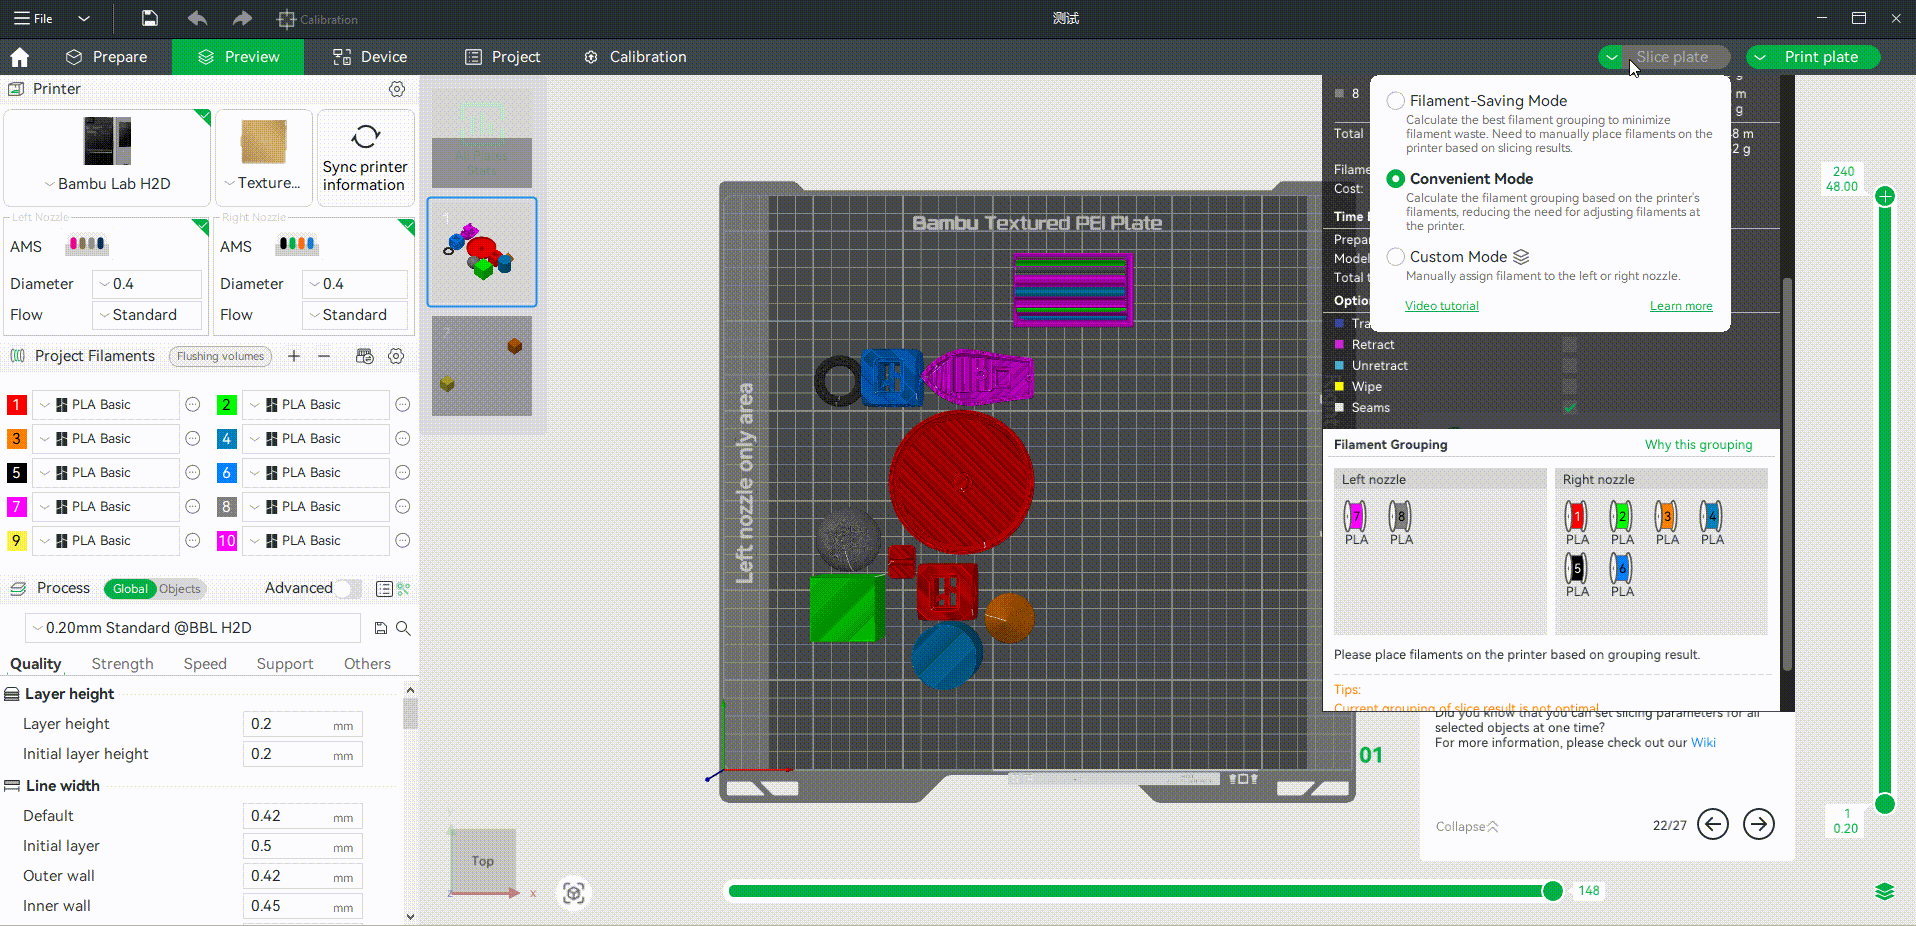 File
Calibration
测试
Prepare
Preview
Device
Project
Calibration
Slice plate
Print plate
Printer
Bambu Lab H2D
Texture...
Sync printer
information
Left Nozzle
AMS
Diameter
0.4
Flow
Standard
Right Nozzle
AMS
Diameter
0.4
Flow
Standard
Project Filaments
Flushing volumes
1 PLA Basic
2 PLA Basic
3 PLA Basic
4 PLA Basic
5 PLA Basic
6 PLA Basic
7 PLA Basic
8 PLA Basic
9 PLA Basic
10 PLA Basic
Process
Global
Objects
Advanced
0.20mm Standard @BBL H2D
Quality
Strength
Speed
Support
Others
Layer height
Layer height
0.2 mm
Initial layer height
0.2 mm
Line width
Default
0.42 mm
Initial layer
0.5 mm
Outer wall
0.42 mm
Inner wall
0.45 mm
All Plates
Stats
1
2
Bambu Textured PEI Plate
Left nozzle only area
01
Top
z
x
148
8
m
g
Total
8 m
2 g
Filame
Cost:
Prepar
Model
Total t
Option
Tra
Retract
Unretract
Wipe
Seams
Filament-Saving Mode
Calculate the best filament grouping to minimize
filament waste. Need to manually place filaments on the
printer based on slicing results.
Convenient Mode
Calculate the filament grouping based on the printer's
filaments, reducing the need for adjusting filaments at
the printer.
Custom Mode
Manually assign filament to the left or right nozzle.
Video tutorial
Learn more
Filament Grouping
Why this grouping
Left nozzle
7
PLA
8
PLA
Right nozzle
1
PLA
2
PLA
3
PLA
4
PLA
5
PLA
6
PLA
Please place filaments on the printer based on grouping result.
Tips:
Current grouping of slice result is not optimal
Did you know that you can set slicing parameters for all
selected objects at one time?
For more information, please check out our Wiki
Collapse
22/27
240
48.00
1
0.20